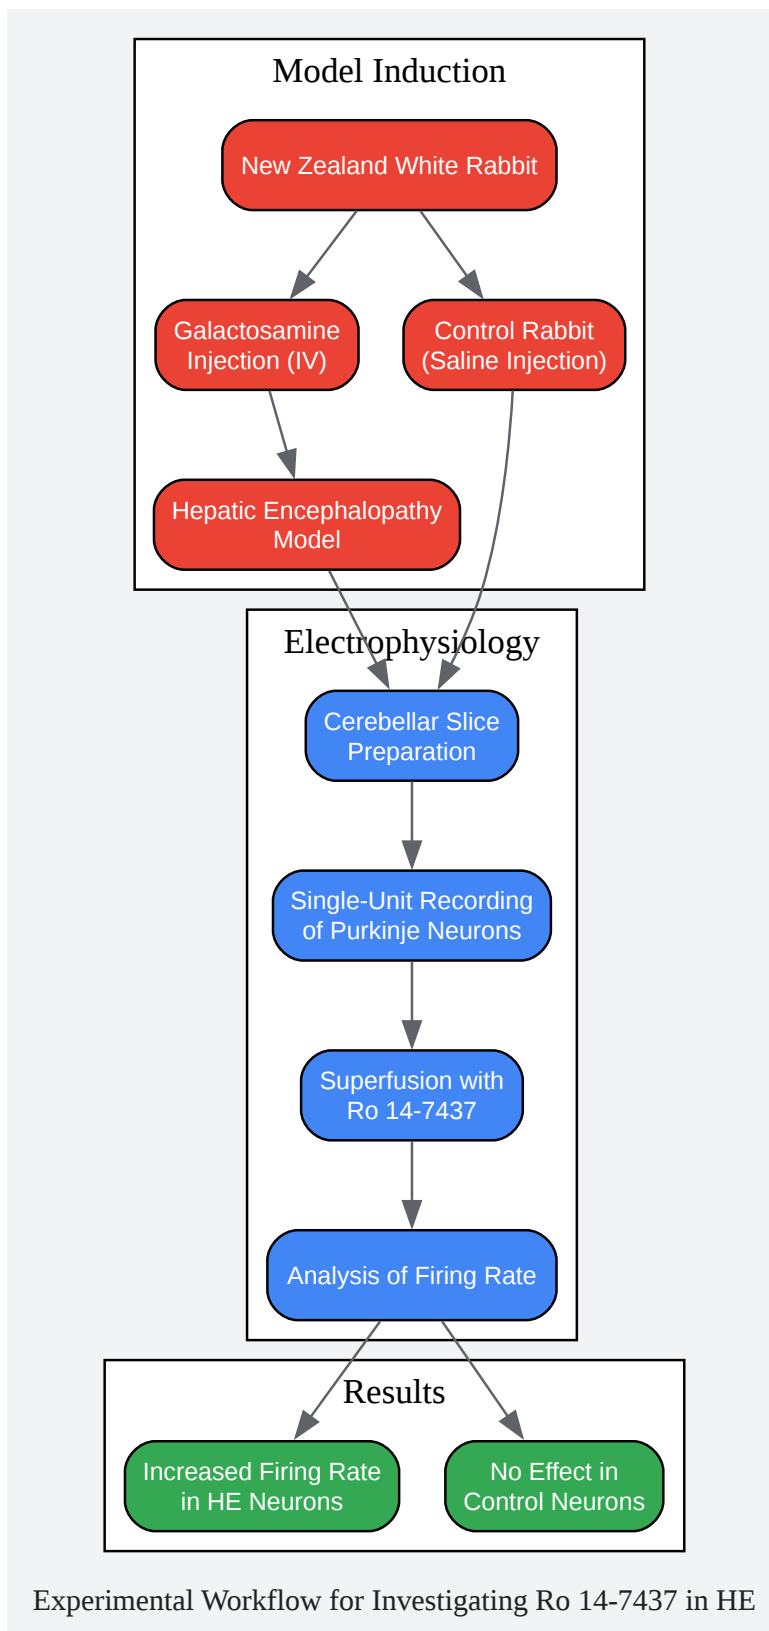 Model Induction
New Zealand White Rabbit
Galactosamine
Injection (IV)
Control Rabbit
(Saline Injection)
Hepatic Encephalopathy
Model
Electrophysiology
Cerebellar Slice
Preparation
Single-Unit Recording
of Purkinje Neurons
Superfusion with
Ro 14-7437
Analysis of Firing Rate
Results
Increased Firing Rate
in HE Neurons
No Effect in
Control Neurons
Experimental Workflow for Investigating Ro 14-7437 in HE